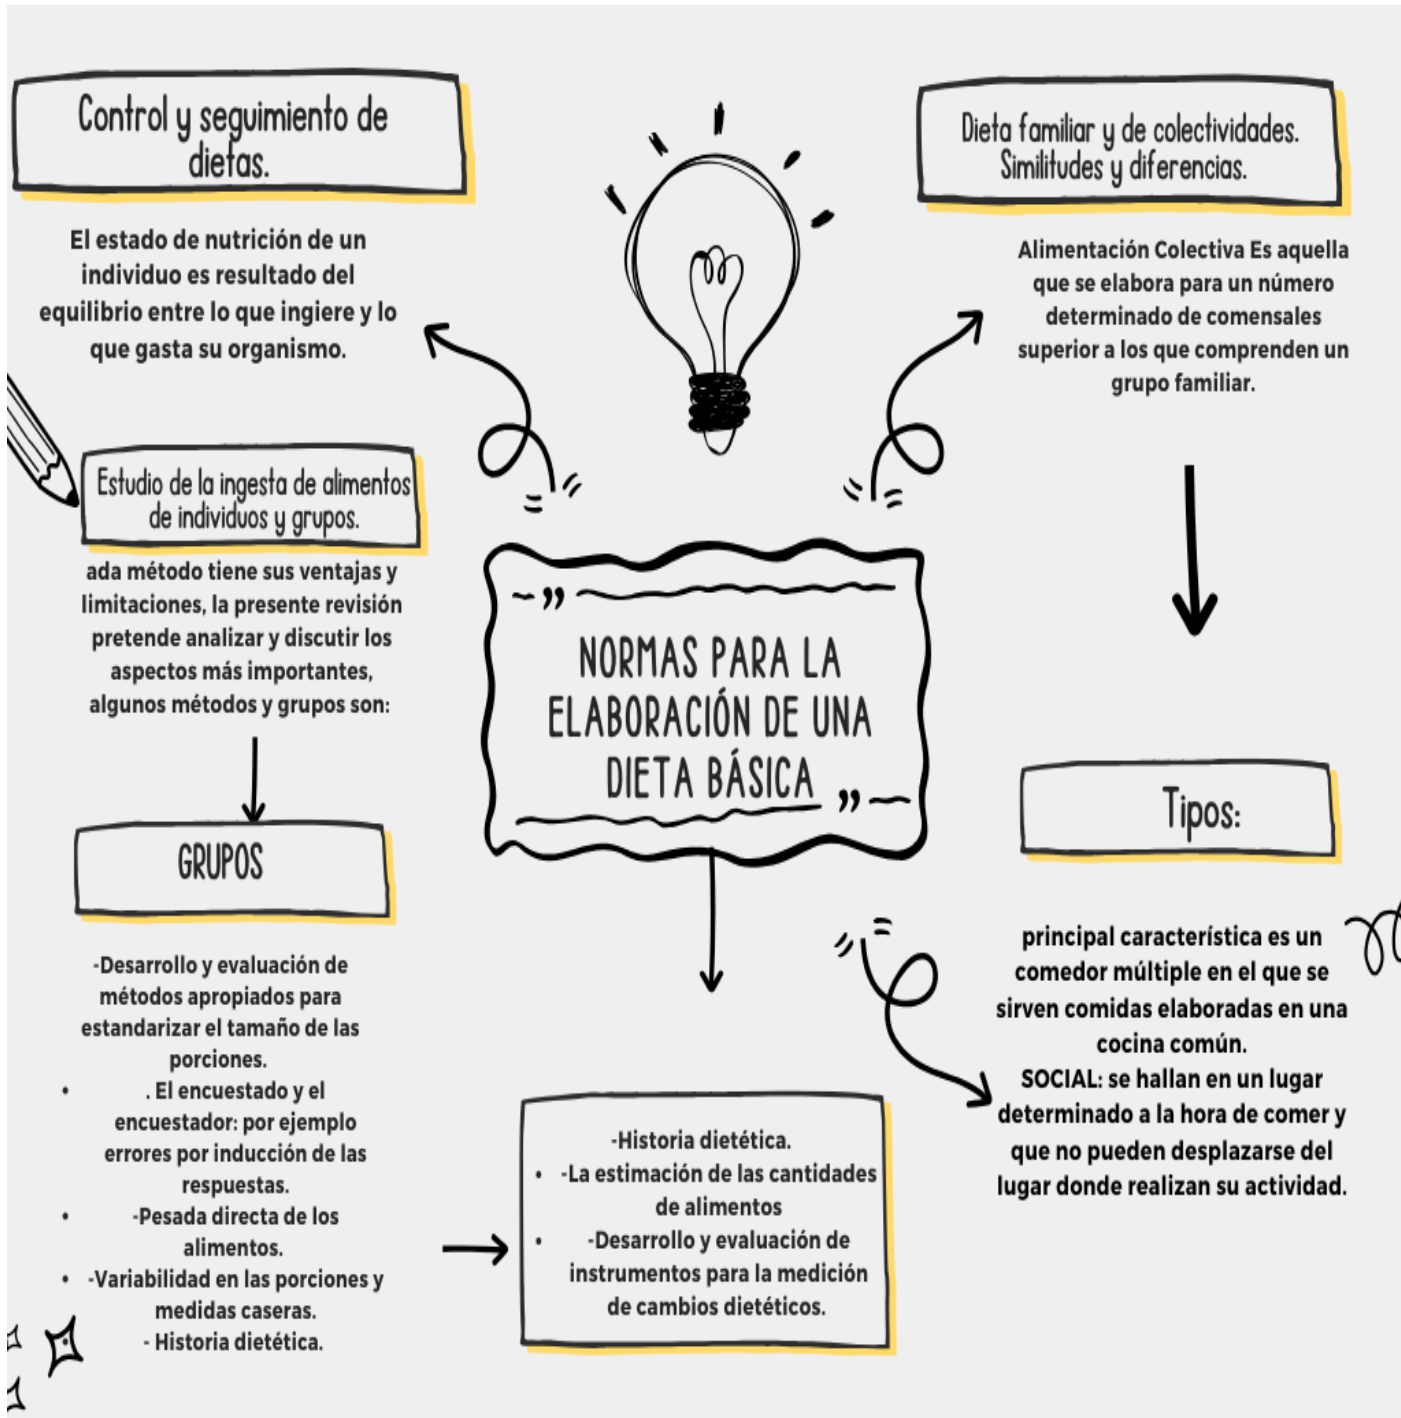 Control y seguimiento de
dietas.
El estado de nutrición de un
individuo es resultado del
equilibrio entre lo que ingiere y lo
que gasta su organismo.
Estudio de la ingesta de alimentos
de individuos y grupos.
ada método tiene sus ventajas y
limitaciones, la presente revisión
pretende analizar y discutir los
aspectos más importantes,
algunos métodos y grupos son:
GRUPOS
-Desarrollo y evaluación de
métodos apropiados para
estandarizar el tamaño de las
porciones.
• . El encuestado y el
encuestador: por ejemplo
errores por inducción de las
respuestas.
• -Pesada directa de los
alimentos.
• -Variabilidad en las porciones y
medidas caseras.
- Historia dietética.
NORMAS PARA LA
ELABORACIÓN DE UNA
DIETA BÁSICA
-Historia dietética.
• -La estimación de las cantidades
de alimentos
• -Desarrollo y evaluación de
instrumentos para la medición
de cambios dietéticos.
Dieta familiar y de colectividades.
Similitudes y diferencias.
Alimentación Colectiva Es aquella
que se elabora para un número
determinado de comensales
superior a los que comprenden un
grupo familiar.
Tipos:
principal característica es un
comedor múltiple en el que se
sirven comidas elaboradas en una
cocina común.
SOCIAL: se hallan en un lugar
determinado a la hora de comer y
que no pueden desplazarse del
lugar donde realizan su actividad.